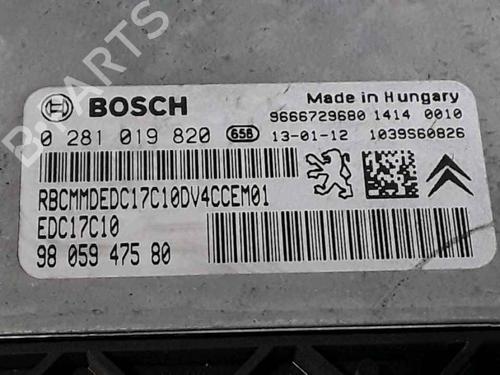 B-PARTS
BOSCH
Made in Hungary
0 281 019 820 65B
9666729680 1414 0010
13-01-12 1039S60826
RBCMMDEDC17C10DV4CCEM01
EDC17C10
98 059 475 80